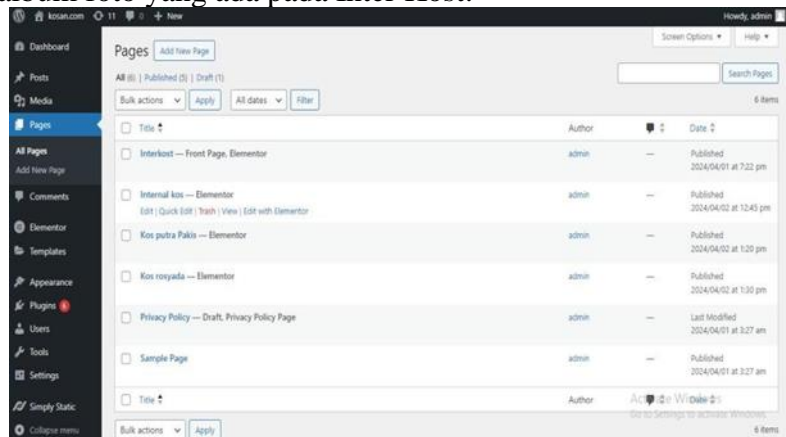 album foto yang ada pada Inter Host.
kosan.com 11 0 + New Howdy, admin
Screen Options Help
Dashboard
Posts
Media
Pages
All Pages
Add New Page
Comments
Elementor
Templates
Appearance
Plugins
Users
Tools
Settings
Simply Static
Collapse menu
Pages Add New Page
All (6) | Published (5) | Draft (1)
Search Pages
Bulk actions Apply All dates Filter 6 items
Title Author Date
Interkost — Front Page, Elementor admin — Published
2024/04/01 at 7:22 pm
Internal kos — Elementor admin — Published
Edit | Quick Edit | Trash | View | Edit with Elementor 2024/04/02 at 12:45 pm
Kos putra Pakis — Elementor admin — Published
2024/04/02 at 1:20 pm
Kos rosyada — Elementor admin — Published
2024/04/02 at 1:30 pm
Privacy Policy — Draft, Privacy Policy Page admin — Last Modified
2024/04/01 at 3:27 am
Sample Page admin — Published
2024/04/01 at 3:27 am
Title Author Date
Activate Windows
Go to Settings to activate Windows.
Bulk actions Apply 6 items